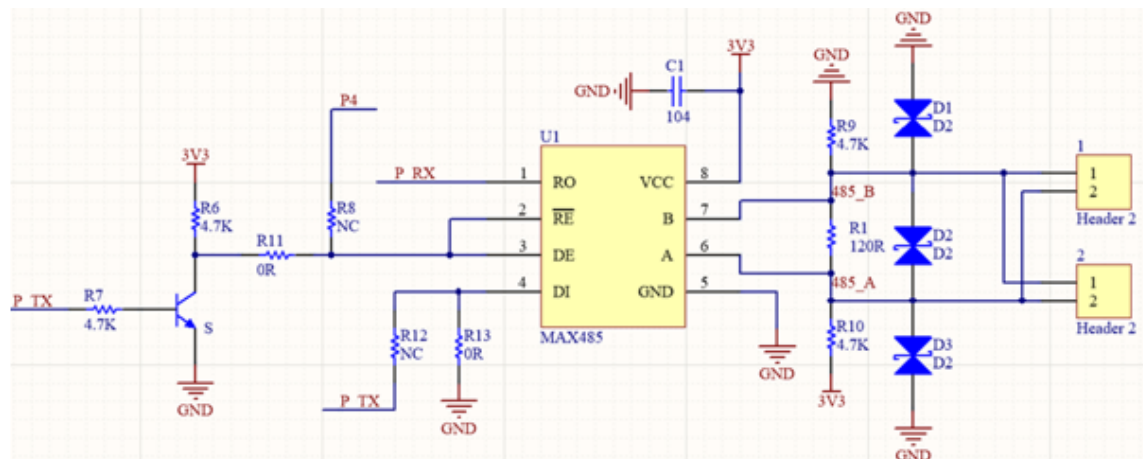 GND
GND
3V3
C1
GND
104
D1
D2
P4
R9
4.7K
U1
3V3
P_RX
1
RO
VCC
8
1
1
2
Header 2
485_B
R6
4.7K
R8
NC
2
RE
B
7
R11
0R
3
DE
A
6
R1
120R
D2
D2
485_A
2
1
2
Header 2
P_TX
R7
4.7K
S
4
DI
GND
5
MAX485
R12
NC
R13
0R
R10
4.7K
D3
D2
GND
P_TX
GND
GND
3V3
GND